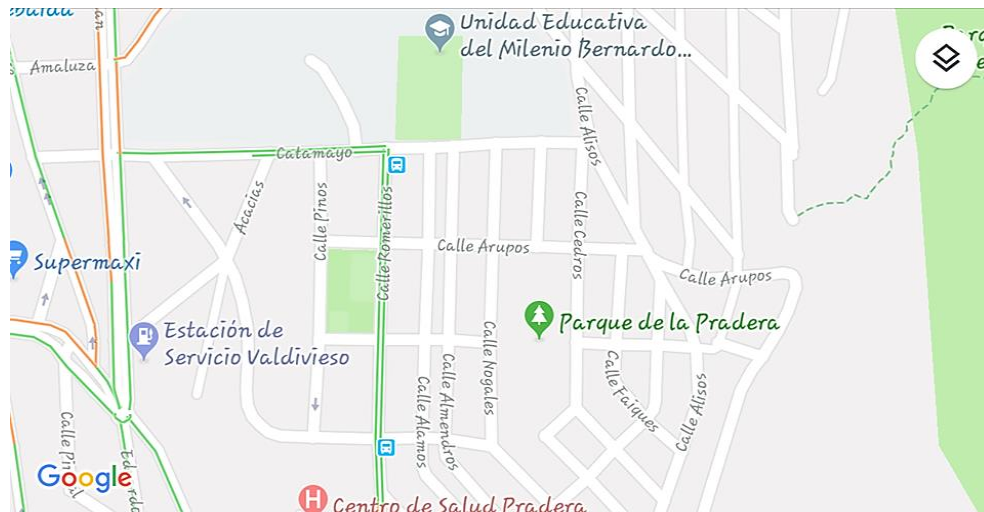 Unidad Educativa
del Milenio Bernardo...
Amaluza
Catamayo
Calle Alisos
Acacias
Calle Pinos
Calle Romerillos
Calle Cedros
Calle Arupos
Supermaxi
Calle Arupos
Estación de
Servicio Valdivieso
Parque de la Pradera
Calle Nogales
Calle Almendros
Calle Alamos
Calle Faiques
Calle Alisos
Google
H
Centro de Salud Pradera